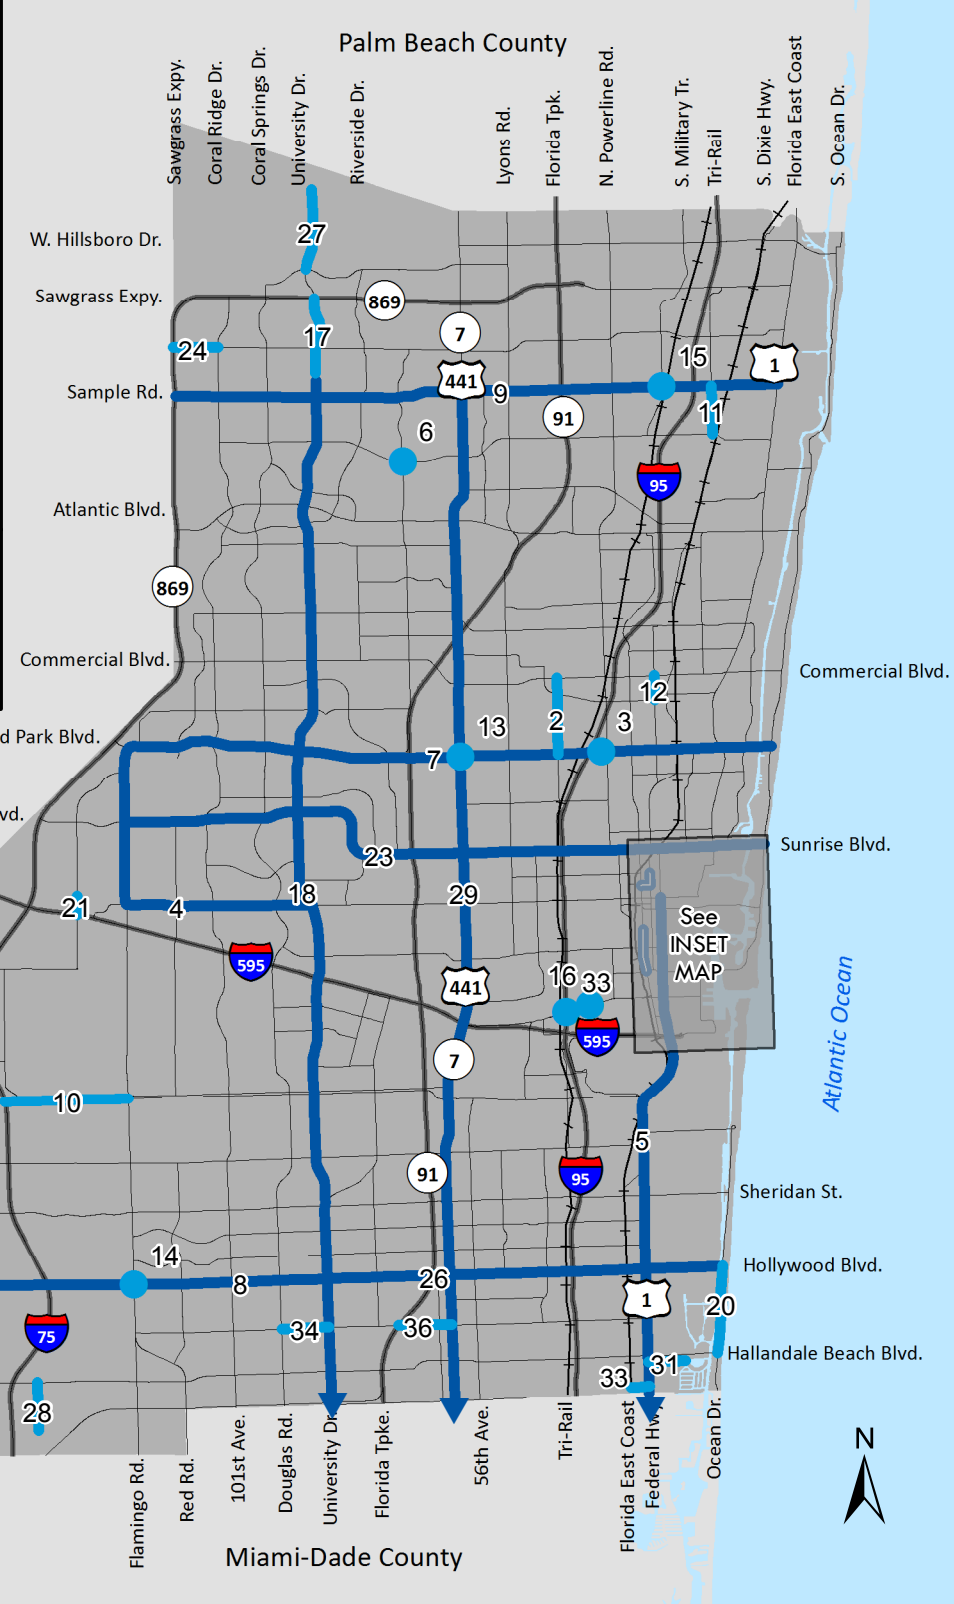 Palm Beach County
Sawgrass Expy.
Coral Ridge Dr.
Coral Springs Dr.
University Dr.
Riverside Dr.
Lyons Rd.
Florida Tpk.
N. Powerline Rd.
S. Military Tr.
Tri-Rail
S. Dixie Hwy.
Florida East Coast
S. Ocean Dr.
W. Hillsboro Dr.
27
Sawgrass Expy.
869
7
17
24
15
1
441
Sample Rd.
9
11
91
6
95
Atlantic Blvd.
869
Commercial Blvd.
Commercial Blvd.
12
13
2
3
d Park Blvd.
7
vd.
Sunrise Blvd.
23
18
29
21
4
See
INSET
MAP
595
441
16
33
595
7
Atlantic Ocean
10
5
91
95
Sheridan St.
14
Hollywood Blvd.
8
26
1
20
75
34
36
Hallandale Beach Blvd.
31
33
28
Flamingo Rd.
Red Rd.
101st Ave.
Douglas Rd.
University Dr.
Florida Tpke.
56th Ave.
Tri-Rail
Florida East Coast
Federal Hwy
Ocean Dr.
N
Miami-Dade County